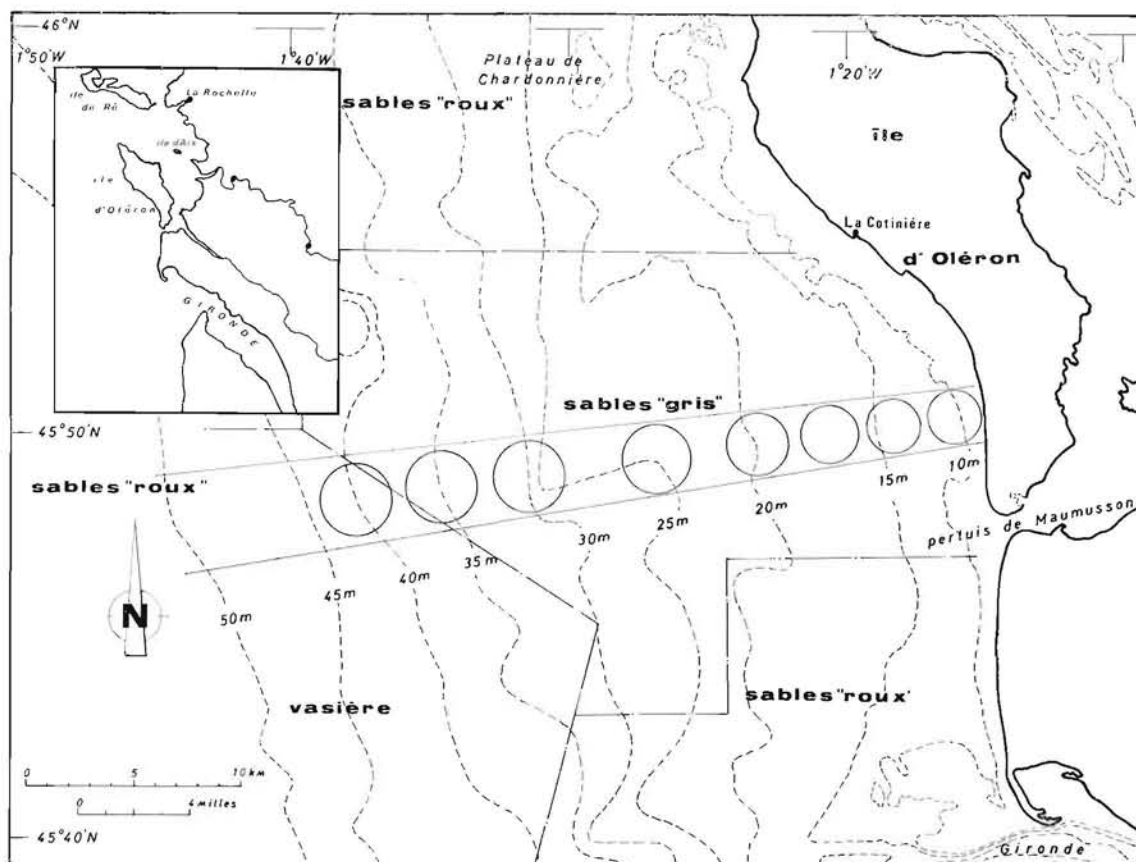 46°N
1°50'W
1°40'W
1°20'W
Plateau de
Chardonnière
sables "roux"
La Rochelle
île
de Ré
île d'Aix
île
d'Oléron
GIRONDE
île
La Cotinière
d'Oléron
sables "gris"
45°50'N
sables "roux"
10m
15m
20m
25m
30m
35m
40m
45m
50m
pertuis de Maumusson
N
vasière
sables "roux"
0 5 10 km
0 4 milles
45°40'N
Gironde